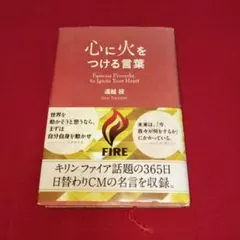 心に火を
つける言葉
Famous Proverbs
to Ignite Your Heart
遠越 段
世界を
動かそうと思うなら、
まずは
自分自身を動かせ
未来は、「今、
我々が何をするか」
にかかっている。
FIRE
キリン ファイア話題の365日
日替わりCMの名言を収録。